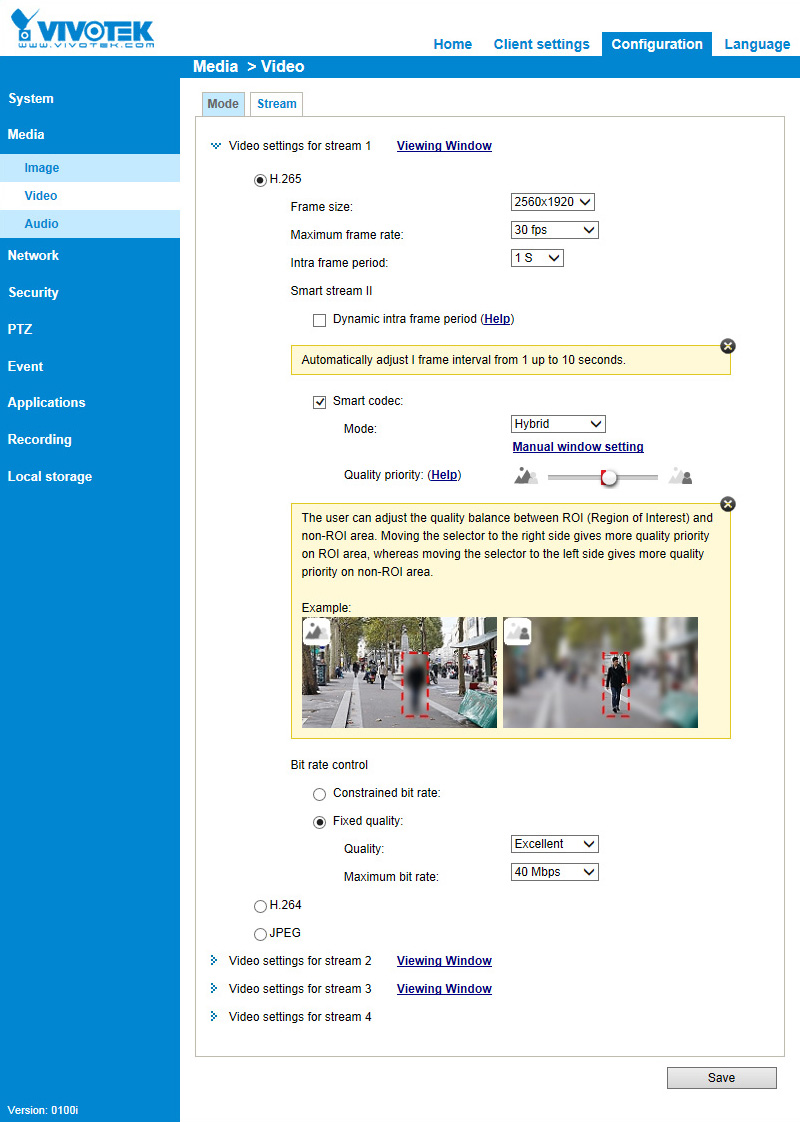 VIVOTEK
www.vivotek.com
Home Client settings Configuration Language
Media > Video
System
Media
Image
Video
Audio
Network
Security
PTZ
Event
Applications
Recording
Local storage
Version: 0100i
Mode Stream
Video settings for stream 1 Viewing Window
H.265
Frame size: 2560x1920
Maximum frame rate: 30 fps
Intra frame period: 1 S
Smart stream II
Dynamic intra frame period (Help)
Automatically adjust I frame interval from 1 up to 10 seconds.
Smart codec:
Mode: Hybrid
Manual window setting
Quality priority: (Help)
The user can adjust the quality balance between ROI (Region of Interest) and
non-ROI area. Moving the selector to the right side gives more quality priority
on ROI area, whereas moving the selector to the left side gives more quality
priority on non-ROI area.
Example:
Bit rate control
Constrained bit rate:
Fixed quality:
Quality: Excellent
Maximum bit rate: 40 Mbps
H.264
JPEG
Video settings for stream 2 Viewing Window
Video settings for stream 3 Viewing Window
Video settings for stream 4
Save